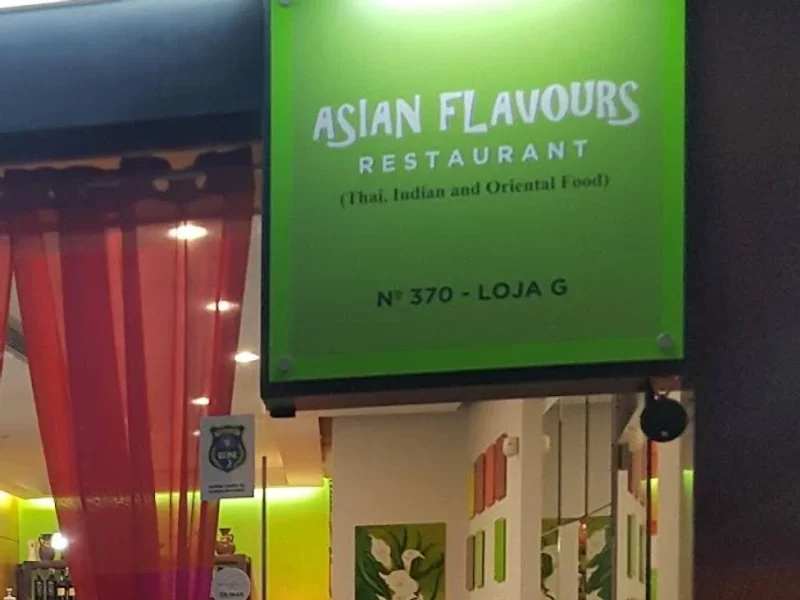 ASIAN FLAVOURS
RESTAURANT
(Thai, Indian and Oriental Food)
Nº 370 - LOJA G